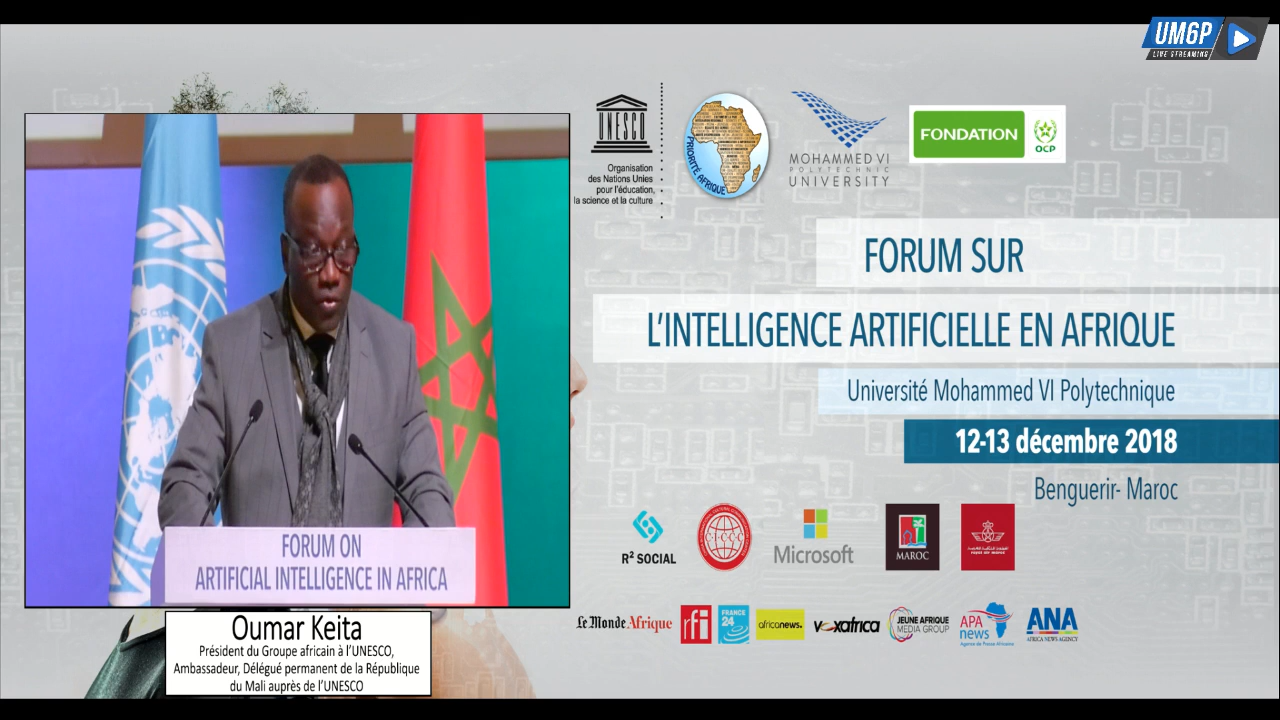 UM6P
LIVE STREAMING
UNESCO
Organisation
des Nations Unies
pour l'éducation,
la science et la culture
PRIORITÉ AFRIQUE
MOHAMMED VI
POLYTECHNIC
UNIVERSITY
FONDATION
OCP
FORUM SUR
L'INTELLIGENCE ARTIFICIELLE EN AFRIQUE
Université Mohammed VI Polytechnique
12-13 décembre 2018
Benguerir- Maroc
R² SOCIAL
Microsoft
MAROC
Le Monde Afrique
rfi
FRANCE
24
africanews.
voxafrica
JEUNE AFRIQUE
MEDIA GROUP
APA
news
Agence de Presse Africaine
ANA
AFRICA NEWS AGENCY
FORUM ON
ARTIFICIAL INTELLIGENCE IN AFRICA
Oumar Keita
Président du Groupe africain à l'UNESCO,
Ambassadeur, Délégué permanent de la République
du Mali auprès de l'UNESCO